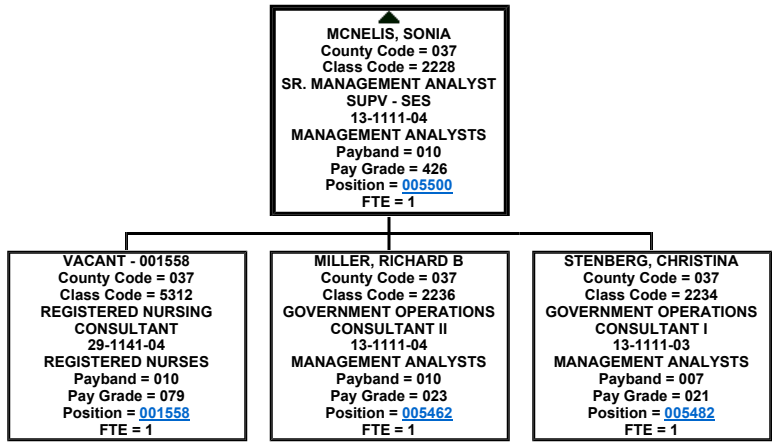 MCNELIS, SONIA
County Code = 037
Class Code = 2228
SR. MANAGEMENT ANALYST
SUPV - SES
13-1111-04
MANAGEMENT ANALYSTS
Payband = 010
Pay Grade = 426
Position = 005500
FTE = 1
VACANT - 001558
County Code = 037
Class Code = 5312
REGISTERED NURSING
CONSULTANT
29-1141-04
REGISTERED NURSES
Payband = 010
Pay Grade = 079
Position = 001558
FTE = 1
MILLER, RICHARD B
County Code = 037
Class Code = 2236
GOVERNMENT OPERATIONS
CONSULTANT II
13-1111-04
MANAGEMENT ANALYSTS
Payband = 010
Pay Grade = 023
Position = 005462
FTE = 1
STENBERG, CHRISTINA
County Code = 037
Class Code = 2234
GOVERNMENT OPERATIONS
CONSULTANT I
13-1111-03
MANAGEMENT ANALYSTS
Payband = 007
Pay Grade = 021
Position = 005482
FTE = 1